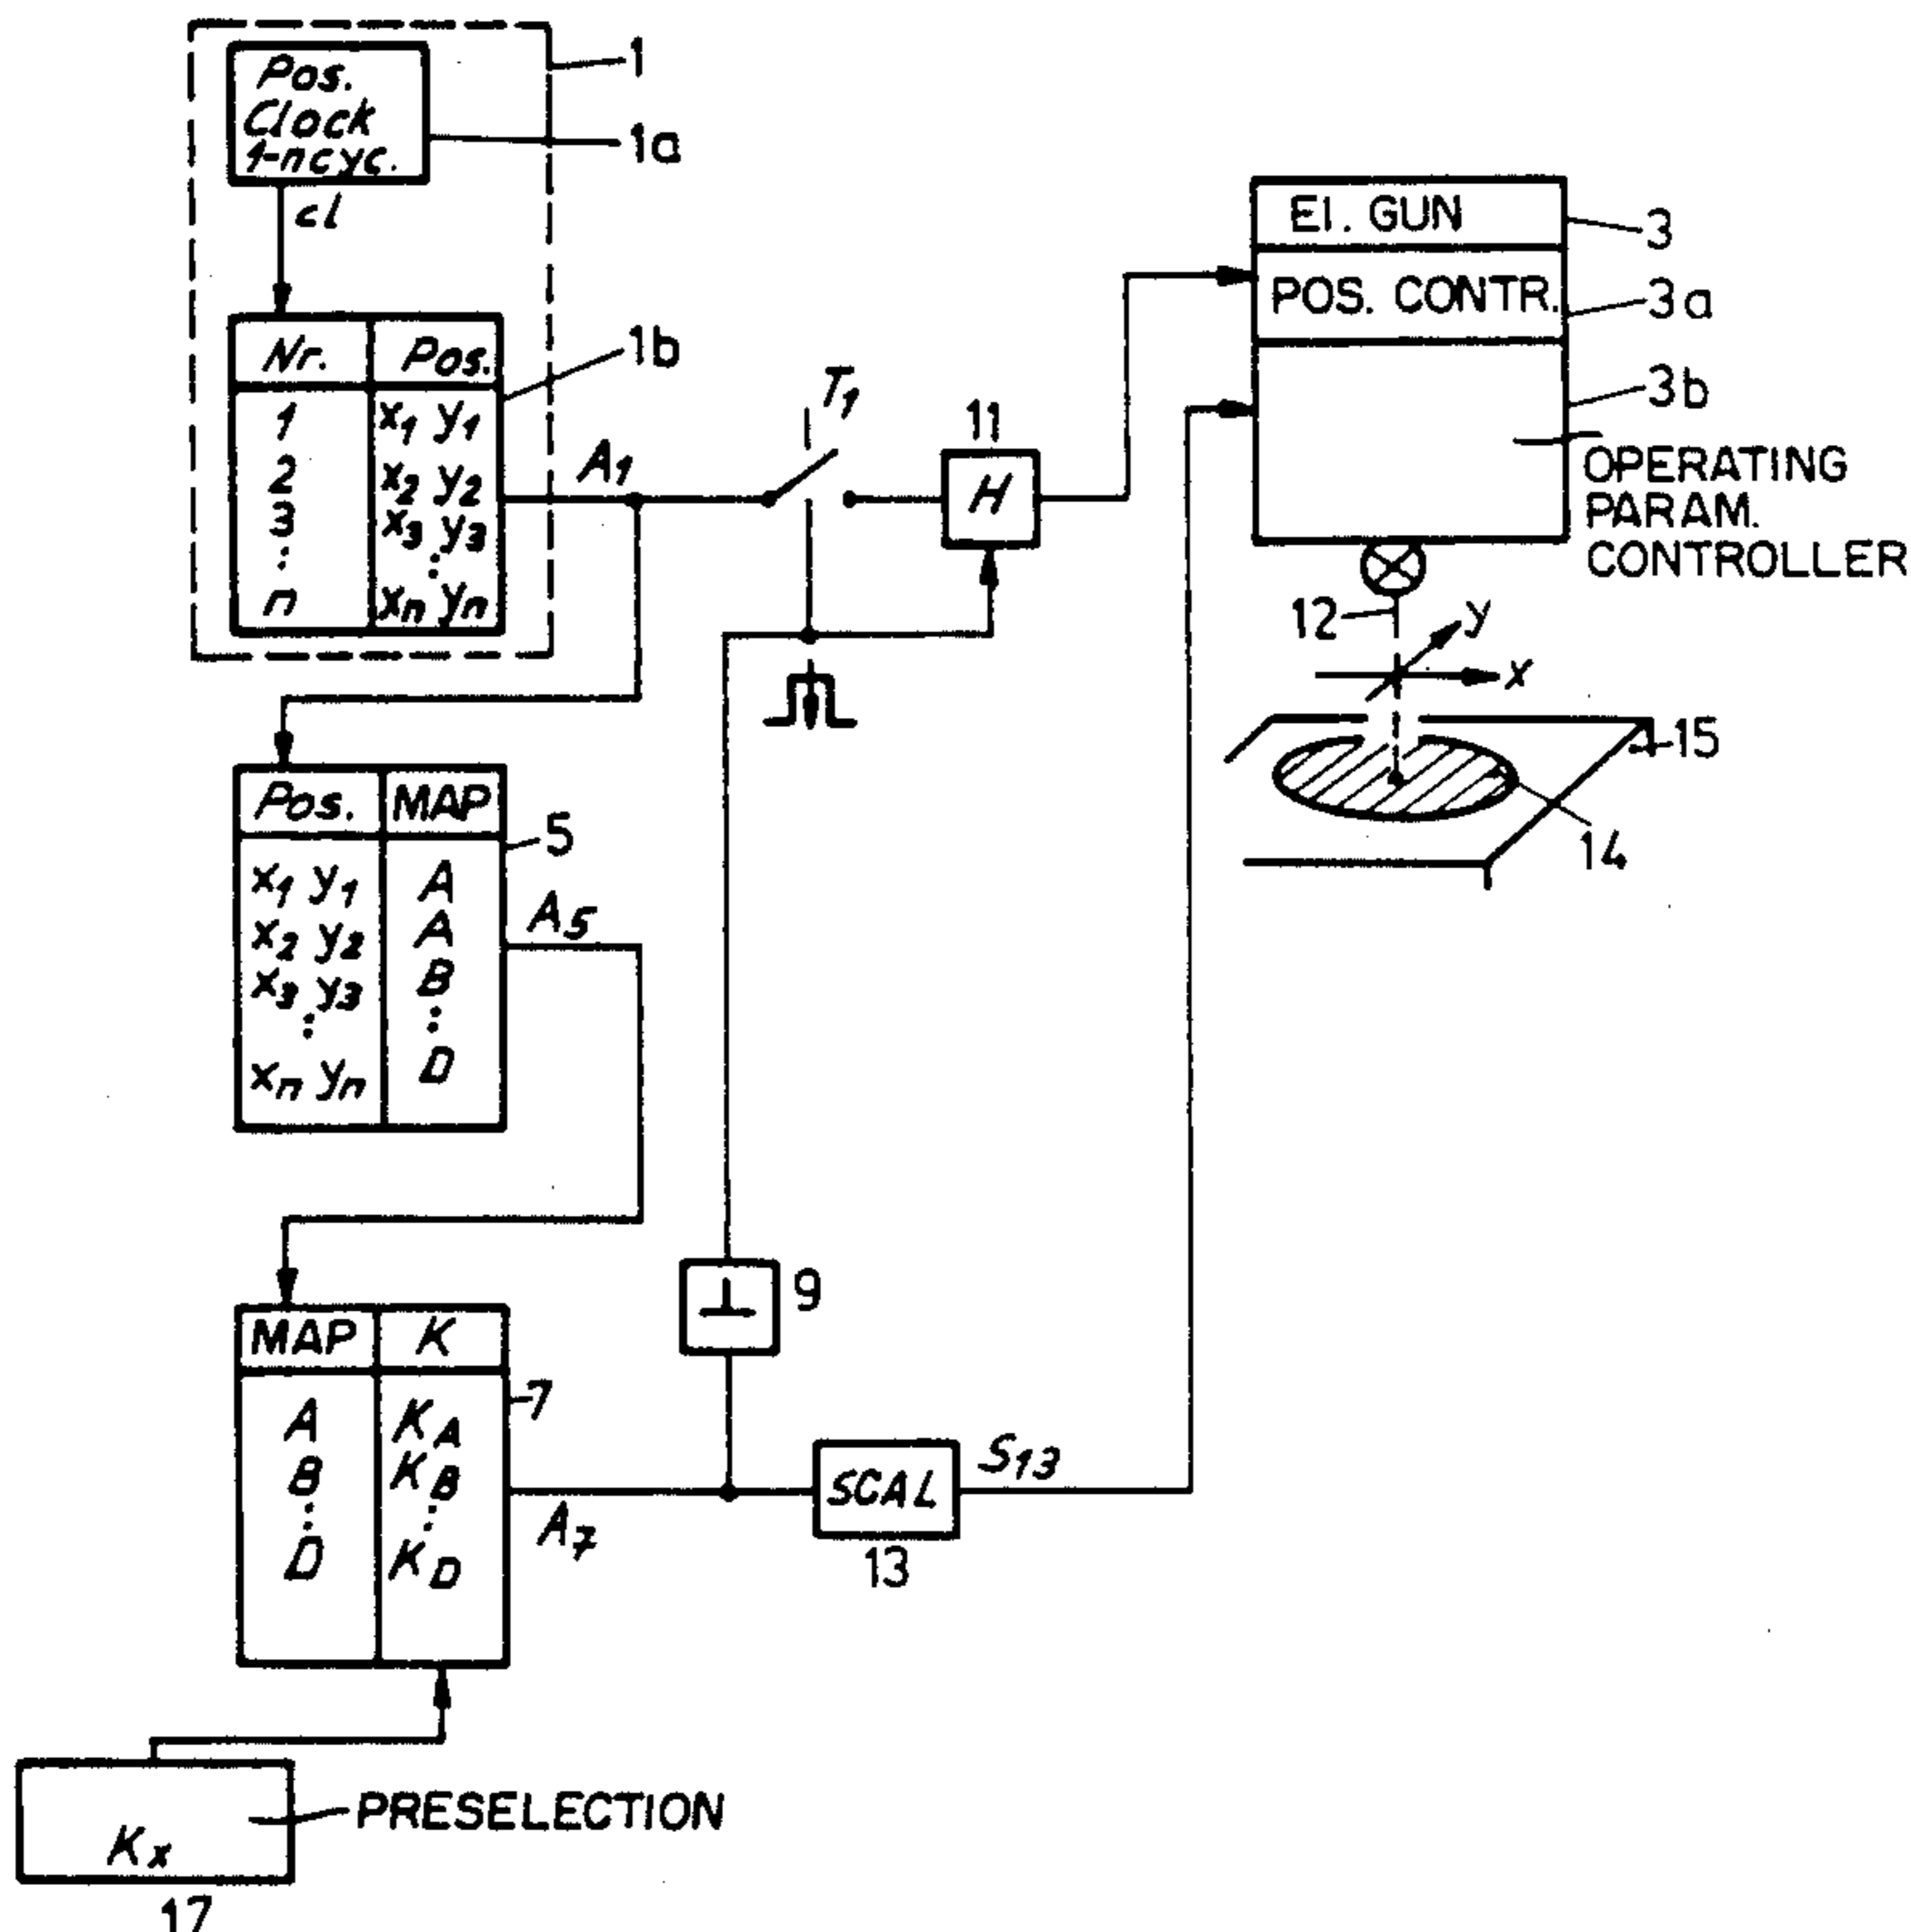 Pos.
Clock
1-ncyc.
1
1a
cl
Nr. Pos.
1 x1 y1
2 x2 y2
3 x3 y3
⋮ ⋮
n xn yn
1b
A1
T1
11
H
El. GUN
POS. CONTR.
3
3a
3b
OPERATING
PARAM.
CONTROLLER
12
y
x
15
14
Pos. MAP
x1 y1 A
x2 y2 A
x3 y3 B
⋮ ⋮
xn yn D
5
A5
9
MAP K
A KA
B KB
⋮ ⋮
D KD
7
A7
SCAL
13
S13
Kx
PRESELECTION
17